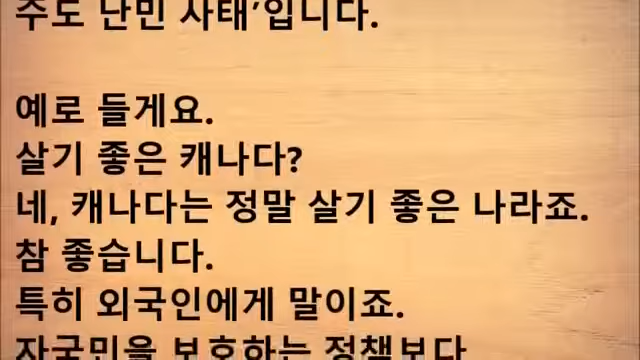 주도 난민 사태’입니다.
예로 들게요.
살기 좋은 캐나다?
네, 캐나다는 정말 살기 좋은 나라죠.
참 좋습니다.
특히 외국인에게 말이죠.
자국민을 보호하는 정책보다